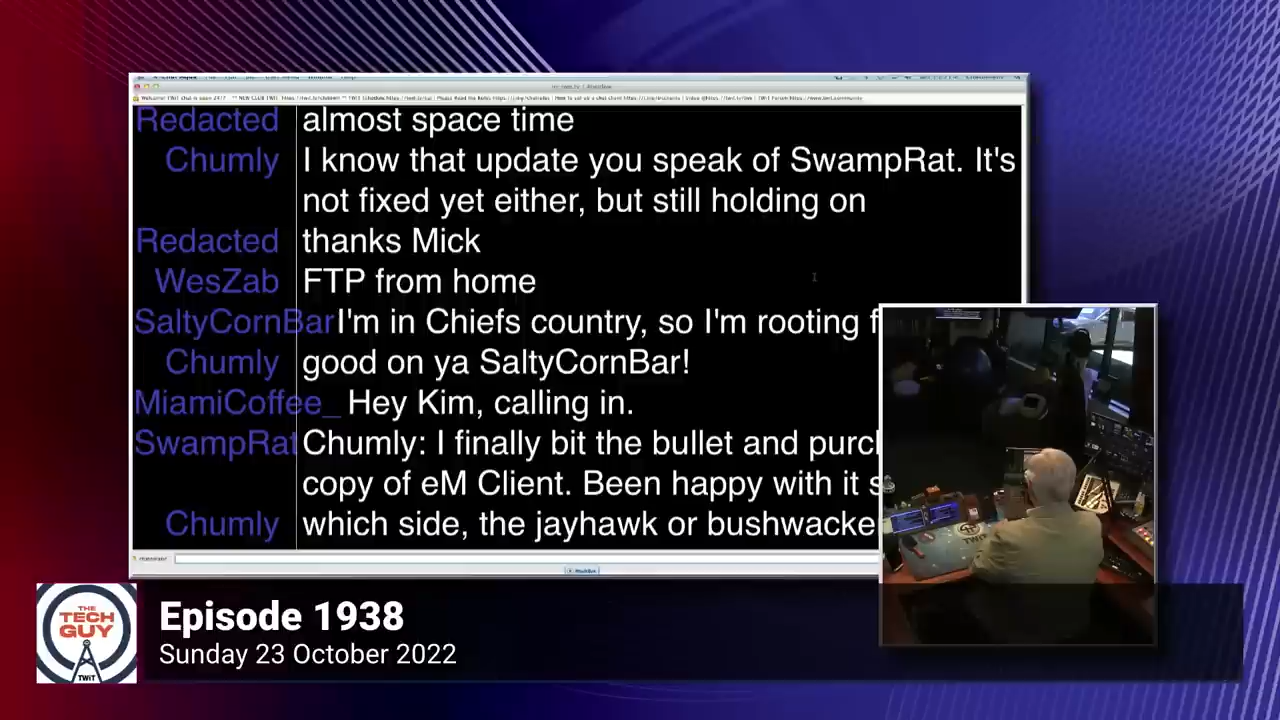 Redacted almost space time
Chumly I know that update you speak of SwampRat. It's
not fixed yet either, but still holding on
Redacted thanks Mick
WesZab FTP from home
SaltyCornBar I'm in Chiefs country, so I'm rooting f
Chumly good on ya SaltyCornBar!
MiamiCoffee_ Hey Kim, calling in.
SwampRat Chumly: I finally bit the bullet and purc
copy of eM Client. Been happy with it s
Chumly which side, the jayhawk or bushwacke
THE
TECH
GUY
TWiT
Episode 1938
Sunday 23 October 2022